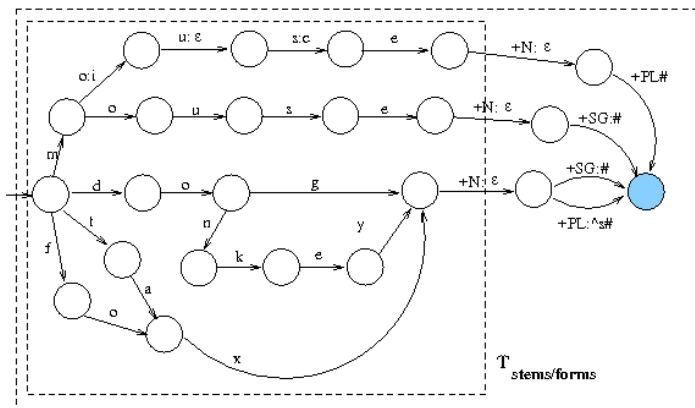 u: ε
s:c
e
+N: ε
o:i
+PL#
o
u
s
e
+N: ε
+SG:#
m
d
o
g
+N: ε
+SG:#
t
n
y
+PL:^s#
f
k
e
a
o
x
T stems/forms